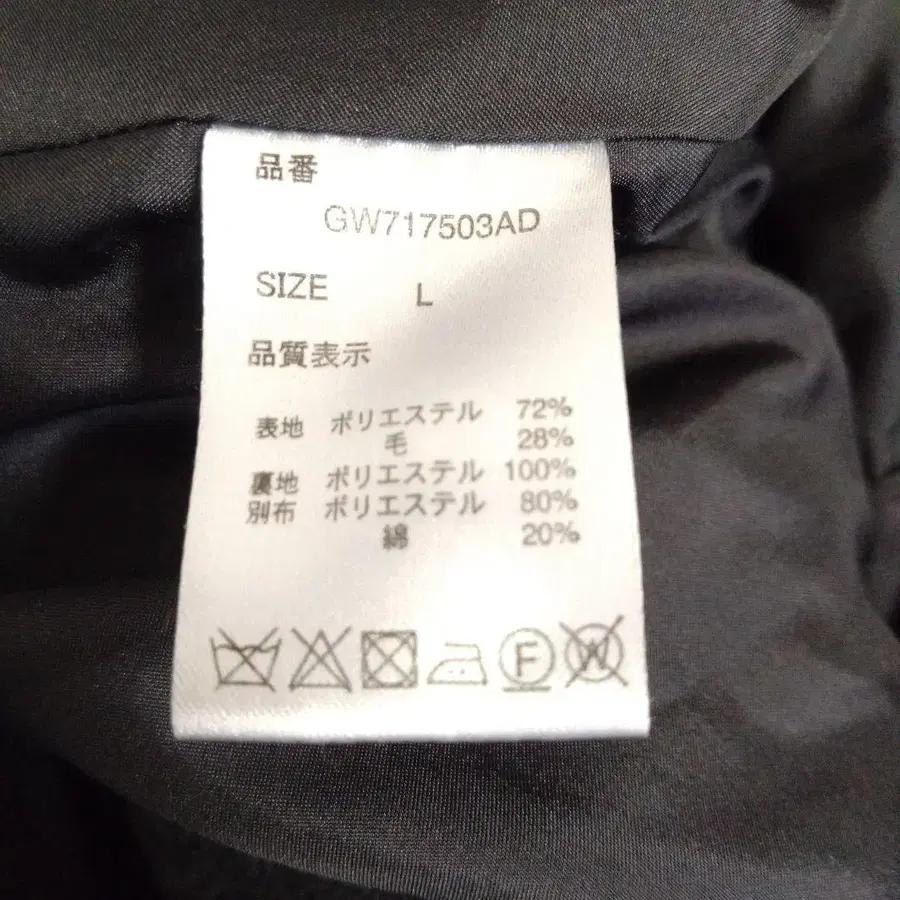 品番
GW717503AD
SIZE L
品質表示
表地 ポリエステル 72%
毛 28%
裏地 ポリエステル 100%
別布 ポリエステル 80%
綿 20%
F W